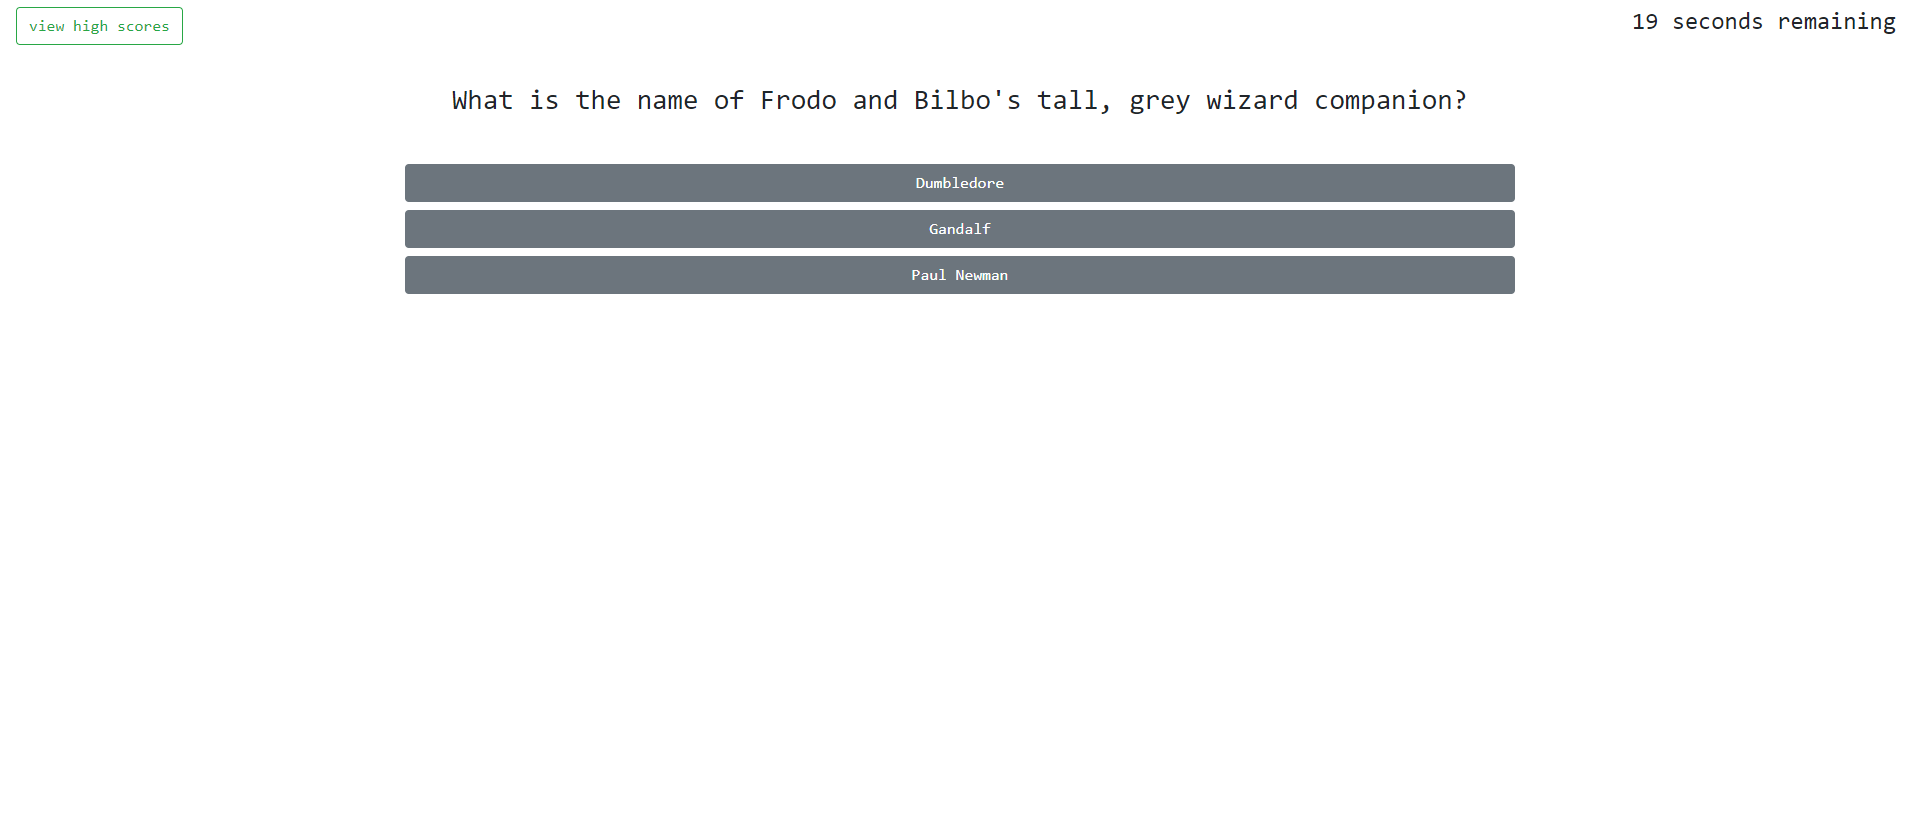 view high scores
19 seconds remaining
What is the name of Frodo and Bilbo's tall, grey wizard companion?
Dumbledore
Gandalf
Paul Newman